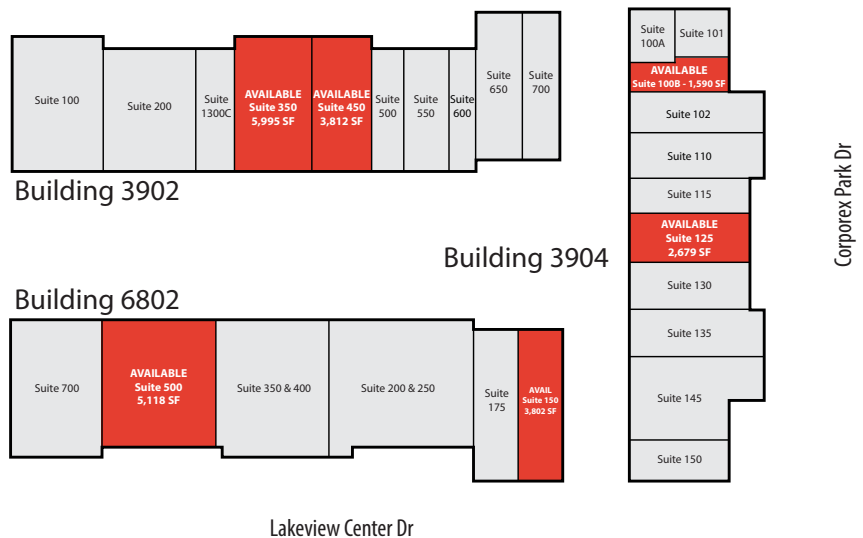 Suite 100
Suite 200
Suite
1300C
AVAILABLE
Suite 350
5,995 SF
AVAILABLE
Suite 450
3,812 SF
Suite
500
Suite
550
Suite
600
Suite
650
Suite
700
Building 3902
Suite
100A
Suite 101
AVAILABLE
Suite 100B - 1,590 SF
Suite 102
Suite 110
Suite 115
AVAILABLE
Suite 125
2,679 SF
Suite 130
Suite 135
Suite 145
Suite 150
Building 3904
Corporex Park Dr
Building 6802
Suite 700
AVAILABLE
Suite 500
5,118 SF
Suite 350 & 400
Suite 200 & 250
Suite
175
AVAIL
Suite 150
3,802 SF
Lakeview Center Dr